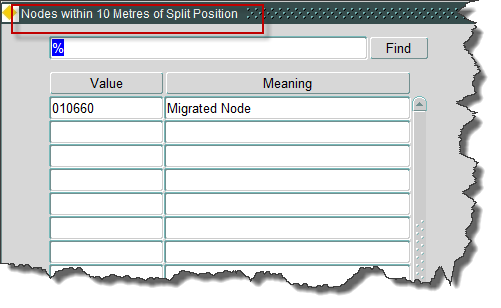 Nodes within 10 Metres of Split Position
%
Find
Value Meaning
010660 Migrated Node